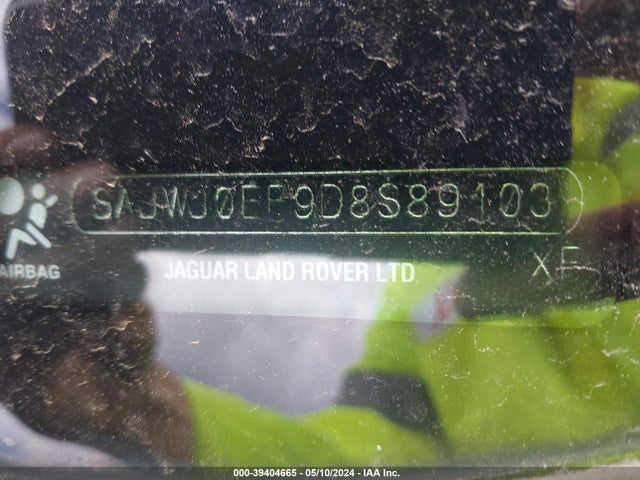 SAJWJ0EF9D8S89103
AIRBAG
JAGUAR LAND ROVER LTD
XF
000-39404665 - 05/10/2024 - IAA Inc.